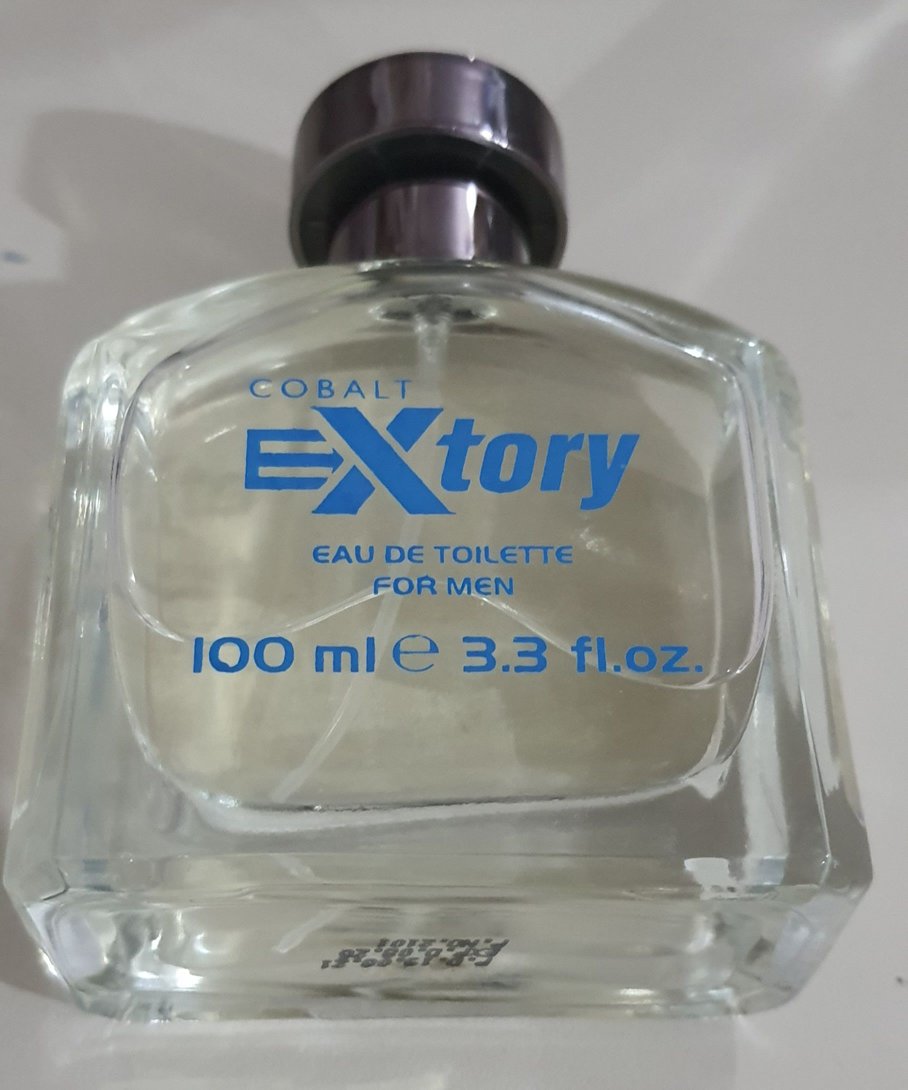 COBALT
EXtory
EAU DE TOILETTE
FOR MEN
100 ml e 3.3 fl.oz.